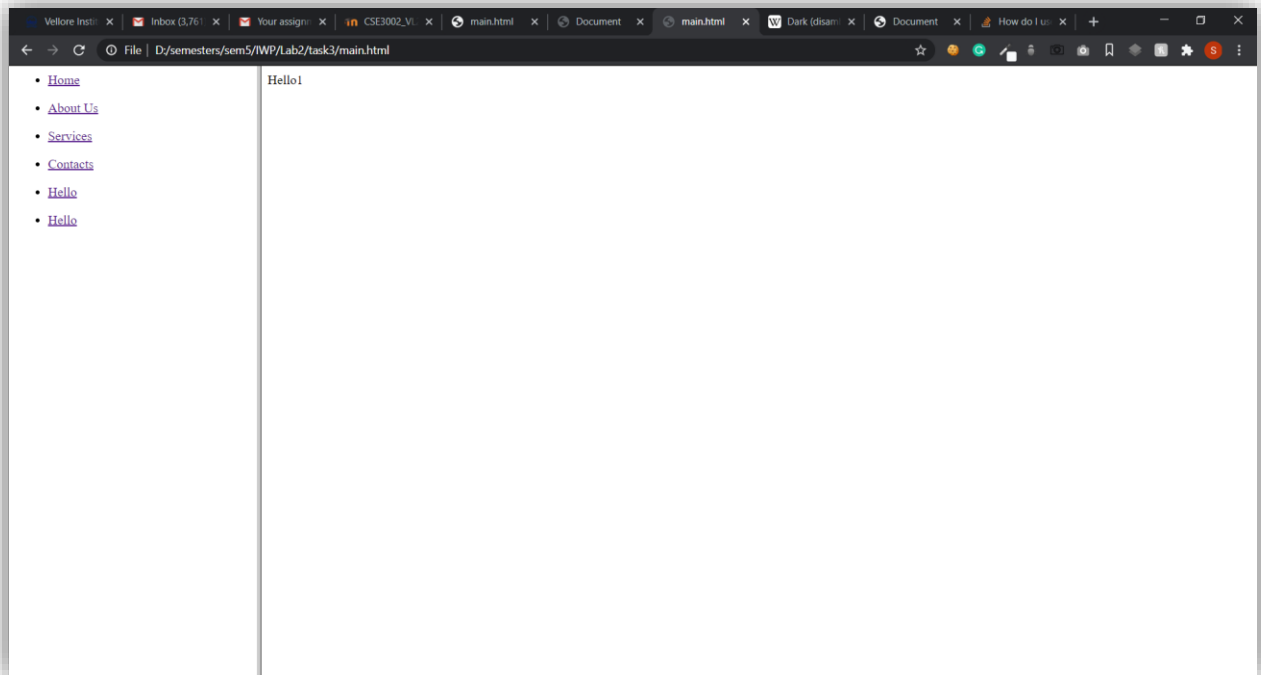 Vellore Instit
Inbox (3,761
Your assignn
CSE3002_VL
main.html
Document
main.html
Dark (disam
Document
How do I us
File | D:/semesters/sem5/IWP/Lab2/task3/main.html
S
Home
About Us
Services
Contacts
Hello
Hello
Hello1